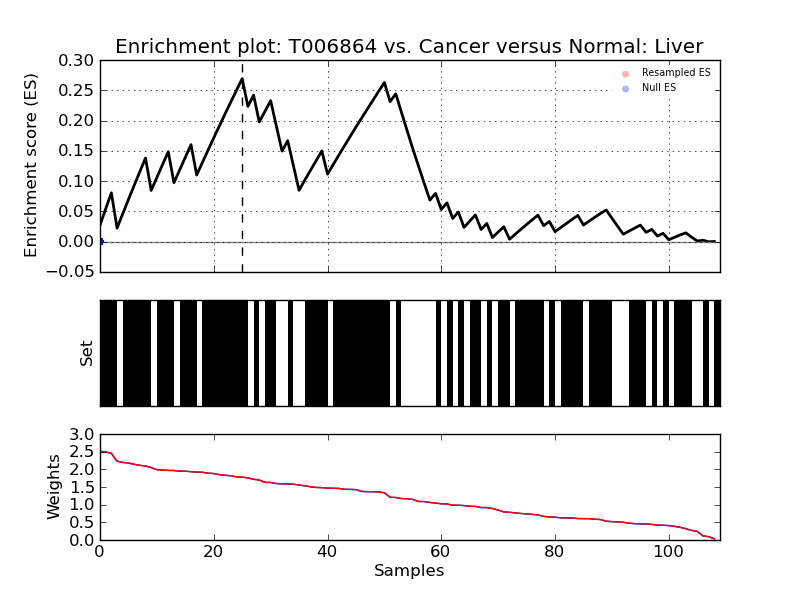 Enrichment plot: T006864 vs. Cancer versus Normal: Liver
Enrichment score (ES)
0.30
0.25
0.20
0.15
0.10
0.05
0.00
−0.05
Resampled ES
Null ES
Set
Weights
3.0
2.5
2.0
1.5
1.0
0.5
0.0
0 20 40 60 80 100
Samples